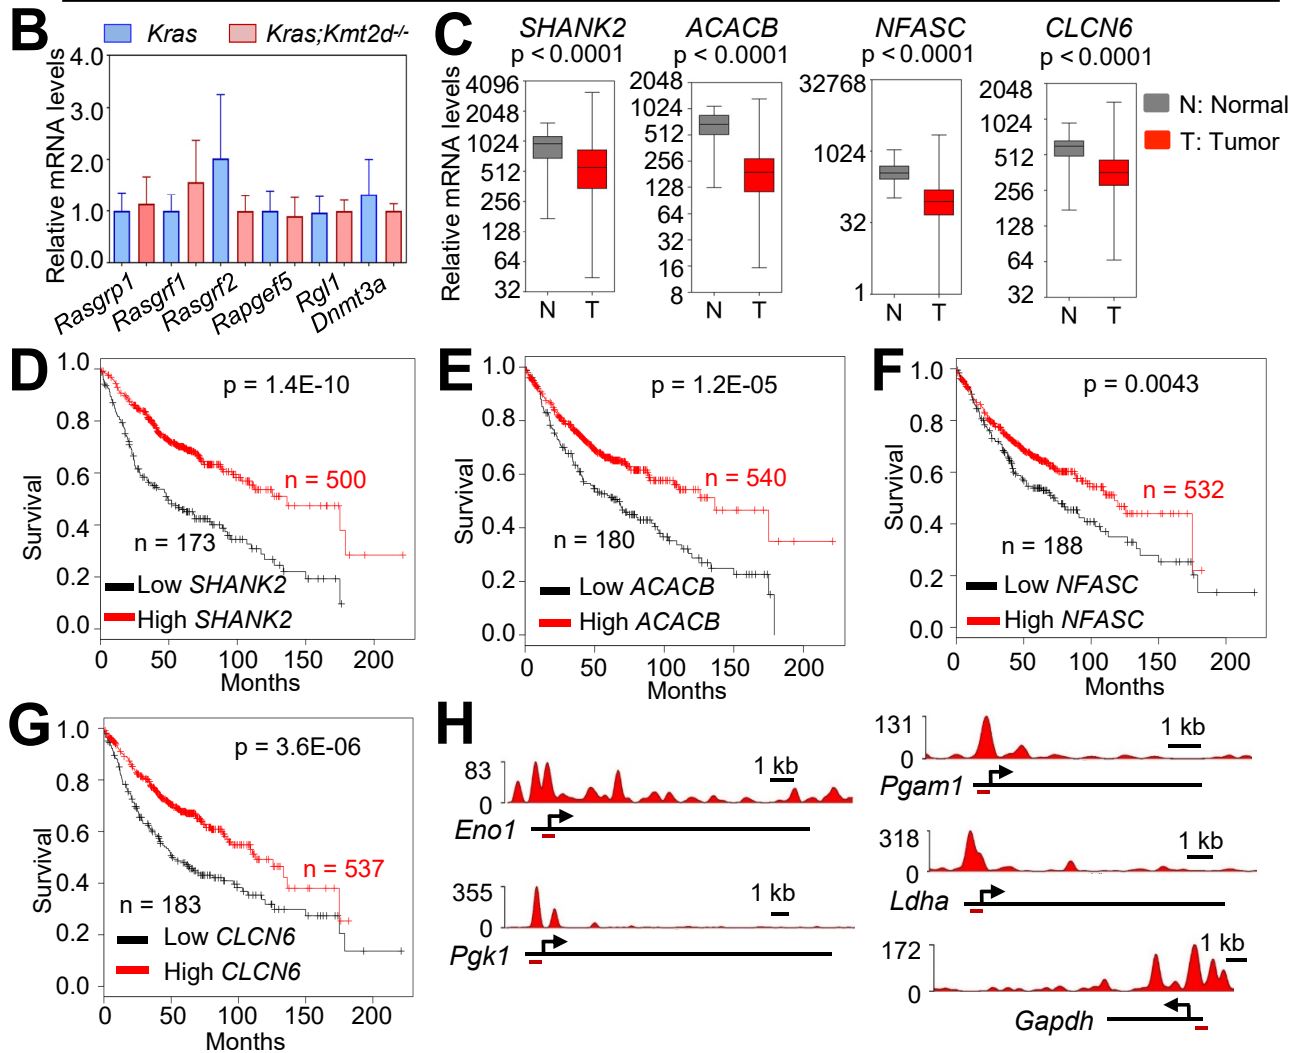 B
Kras
Kras;Kmt2d-/-
Relative mRNA levels
4.0
3.0
2.0
1.0
0.0
Rasgrp1
Rasgrf1
Rasgrf2
Rapgef5
Rgl1
Dnmt3a
C
SHANK2
p < 0.0001
ACACB
p < 0.0001
NFASC
p < 0.0001
CLCN6
p < 0.0001
Relative mRNA levels
4096
2048
1024
512
256
128
64
32
N T
2048
1024
512
256
128
64
32
16
8
N T
32768
1024
32
1
N T
2048
1024
512
256
128
64
32
N T
N: Normal
T: Tumor
D
p = 1.4E-10
Survival
1.0
0.8
0.6
0.4
0.2
0.0
n = 500
n = 173
Low SHANK2
High SHANK2
0 50 100 150 200
Months
E
p = 1.2E-05
Survival
1.0
0.8
0.6
0.4
0.2
0.0
n = 540
n = 180
Low ACACB
High ACACB
0 50 100 150 200
Months
F
p = 0.0043
Survival
1.0
0.8
0.6
0.4
0.2
0.0
n = 532
n = 188
Low NFASC
High NFASC
0 50 100 150 200
Months
G
p = 3.6E-06
Survival
1.0
0.8
0.6
0.4
0.2
0.0
n = 537
n = 183
Low CLCN6
High CLCN6
0 50 100 150 200
Months
H
83
0
1 kb
Eno1
355
0
1 kb
Pgk1
131
0
1 kb
Pgam1
318
0
1 kb
Ldha
172
0
1 kb
Gapdh